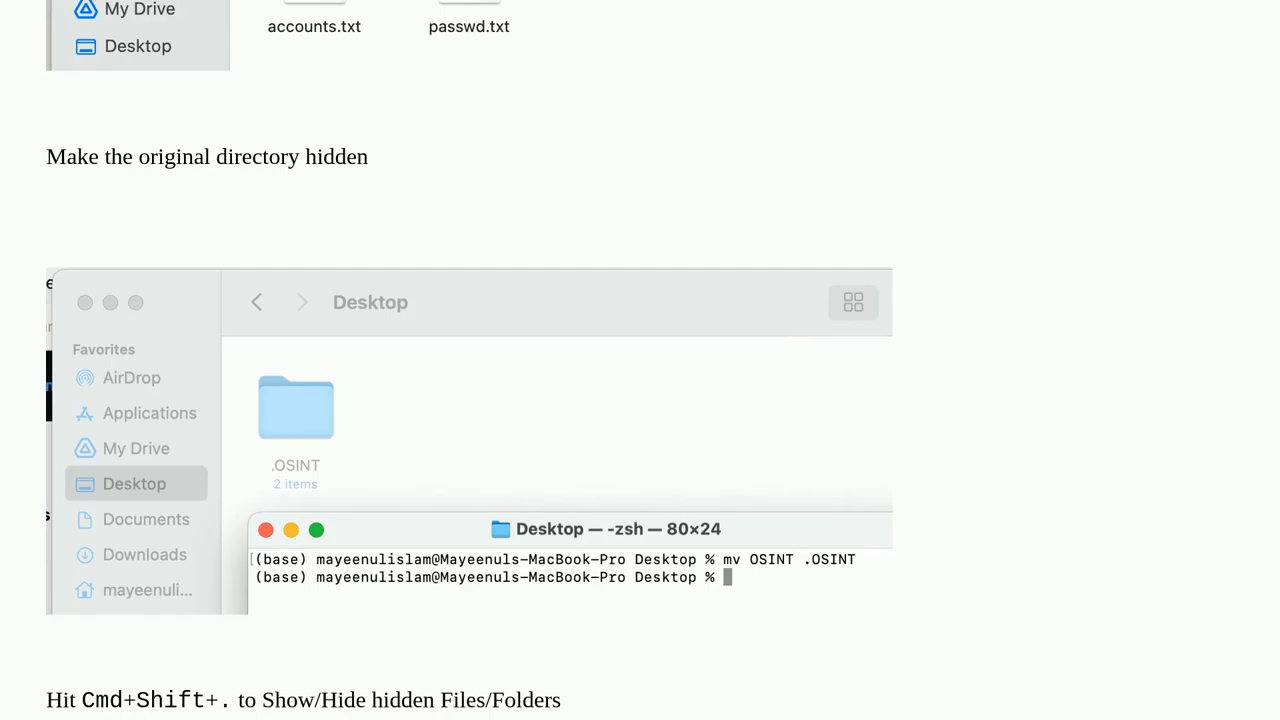 My Drive
Desktop
accounts.txt
passwd.txt
Make the original directory hidden
Desktop
Favorites
AirDrop
Applications
My Drive
Desktop
Documents
Downloads
mayeenuli...
.OSINT
2 items
Desktop — -zsh — 80×24
(base) mayeenulislam@Mayeenuls-MacBook-Pro Desktop % mv OSINT .OSINT
(base) mayeenulislam@Mayeenuls-MacBook-Pro Desktop %
Hit Cmd+Shift+. to Show/Hide hidden Files/Folders